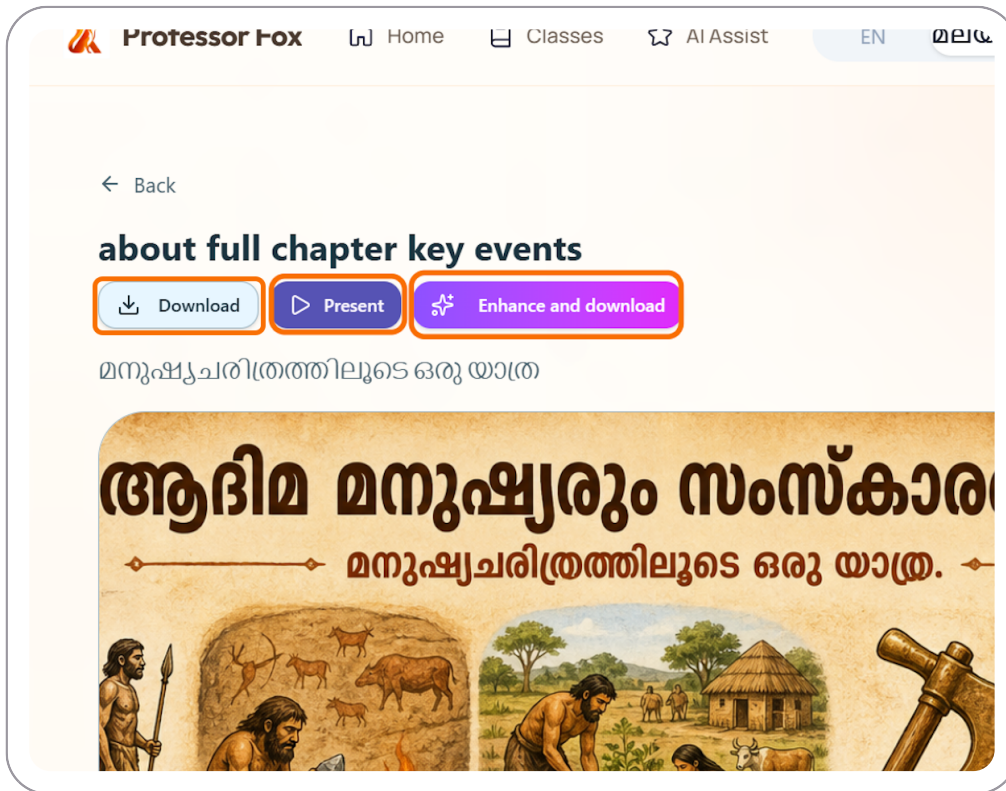 Professor Fox Home Classes AI Assist EN
Back
about full chapter key events
Download Present Enhance and download
മനുഷ്യചരിത്രത്തിലൂടെ ഒരു യാത്ര
ആദിമ മനുഷ്യരും
മനുഷ്യചരിത്രത്തിലൂടെ ഒരു യാത്ര.